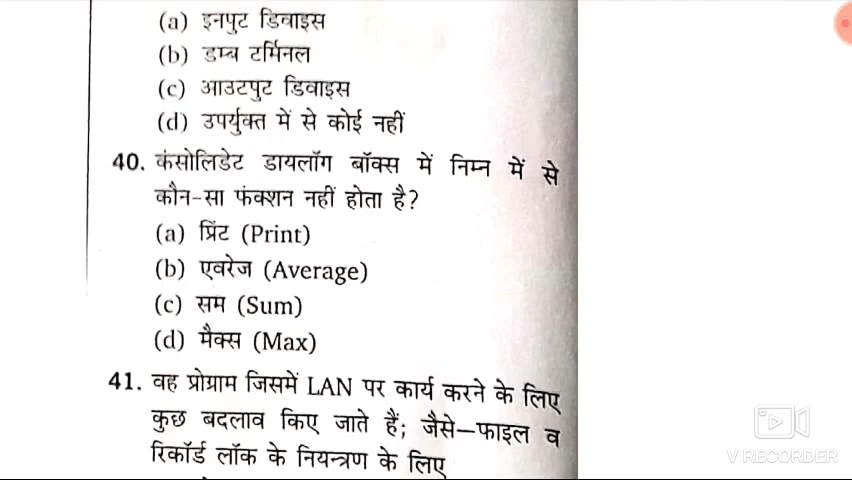 (a) इनपुट डिवाइस
(b) डम्ब टर्मिनल
(c) आउटपुट डिवाइस
(d) उपर्युक्त में से कोई नहीं
40. कंसोलिडेट डायलॉग बॉक्स में निम्न में से
कौन-सा फंक्शन नहीं होता है?
(a) प्रिंट (Print)
(b) एवरेज (Average)
(c) सम (Sum)
(d) मैक्स (Max)
41. वह प्रोग्राम जिसमें LAN पर कार्य करने के लिए
कुछ बदलाव किए जाते हैं; जैसे—फाइल व
रिकॉर्ड लॉक के नियन्त्रण के लिए
V RECORDER